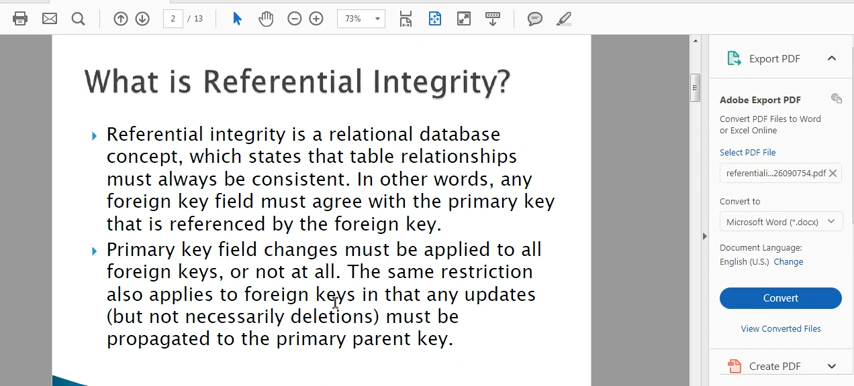 2 / 13
73%
What is Referential Integrity?
Referential integrity is a relational database
concept, which states that table relationships
must always be consistent. In other words, any
foreign key field must agree with the primary key
that is referenced by the foreign key.
Primary key field changes must be applied to all
foreign keys, or not at all. The same restriction
also applies to foreign keys in that any updates
(but not necessarily deletions) must be
propagated to the primary parent key.
Export PDF
Adobe Export PDF
Convert PDF Files to Word
or Excel Online
Select PDF File
referentiali...26090754.pdf
Convert to
Microsoft Word (*.docx)
Document Language:
English (U.S.) Change
Convert
View Converted Files
Create PDF